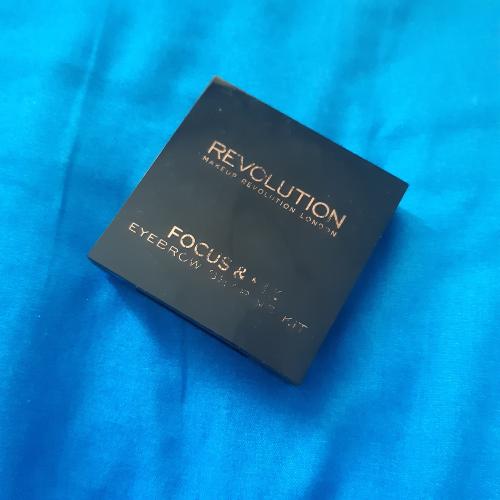 REVOLUTION
MAKEUP REVOLUTION LONDON
FOCUS &
EYEBROW KIT